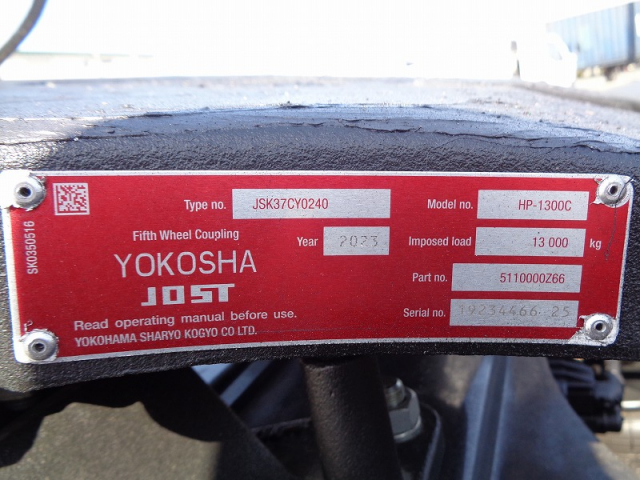 SK0350516
Type no. JSK37CY0240 Model no. HP-1300C
Fifth Wheel Coupling Year 2023 Imposed load 13 000 kg
YOKOSHA
JOST
Part no. 5110000Z66
Read operating manual before use. Serial no. 19234466 25
YOKOHAMA SHARYO KOGYO CO LTD.